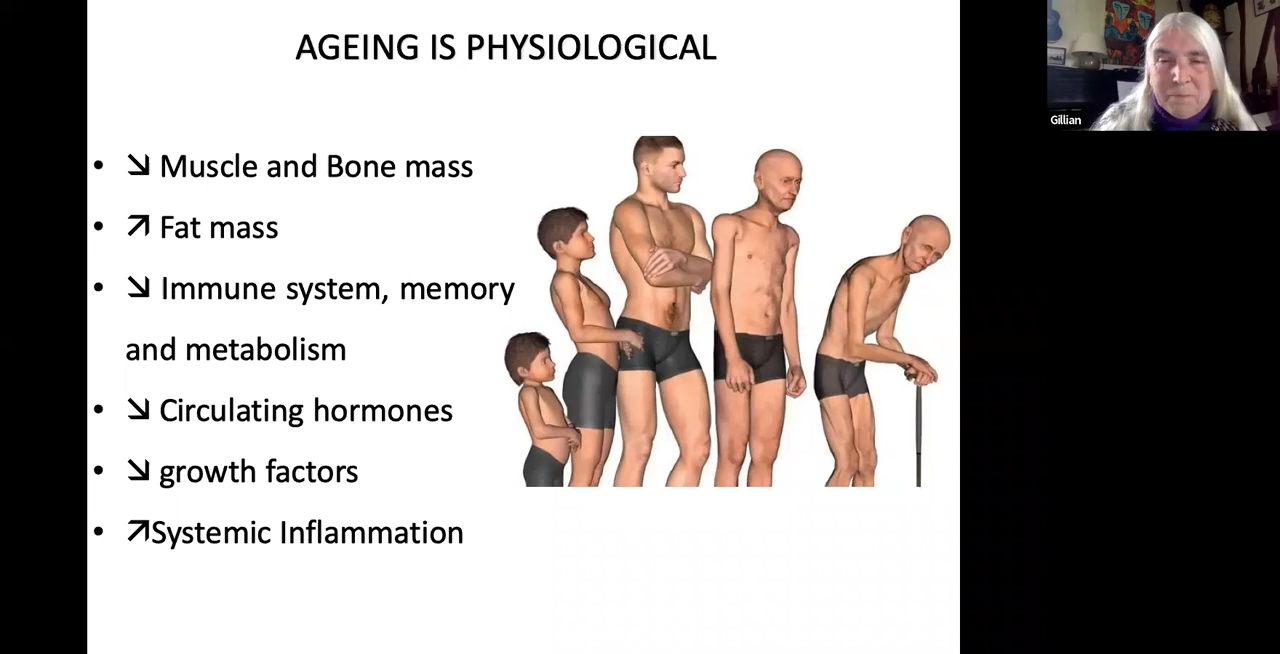 AGEING IS PHYSIOLOGICAL
Gillian
• ↘ Muscle and Bone mass
• ↗ Fat mass
• ↘ Immune system, memory
and metabolism
• ↘ Circulating hormones
• ↘ growth factors
• ↗Systemic Inflammation